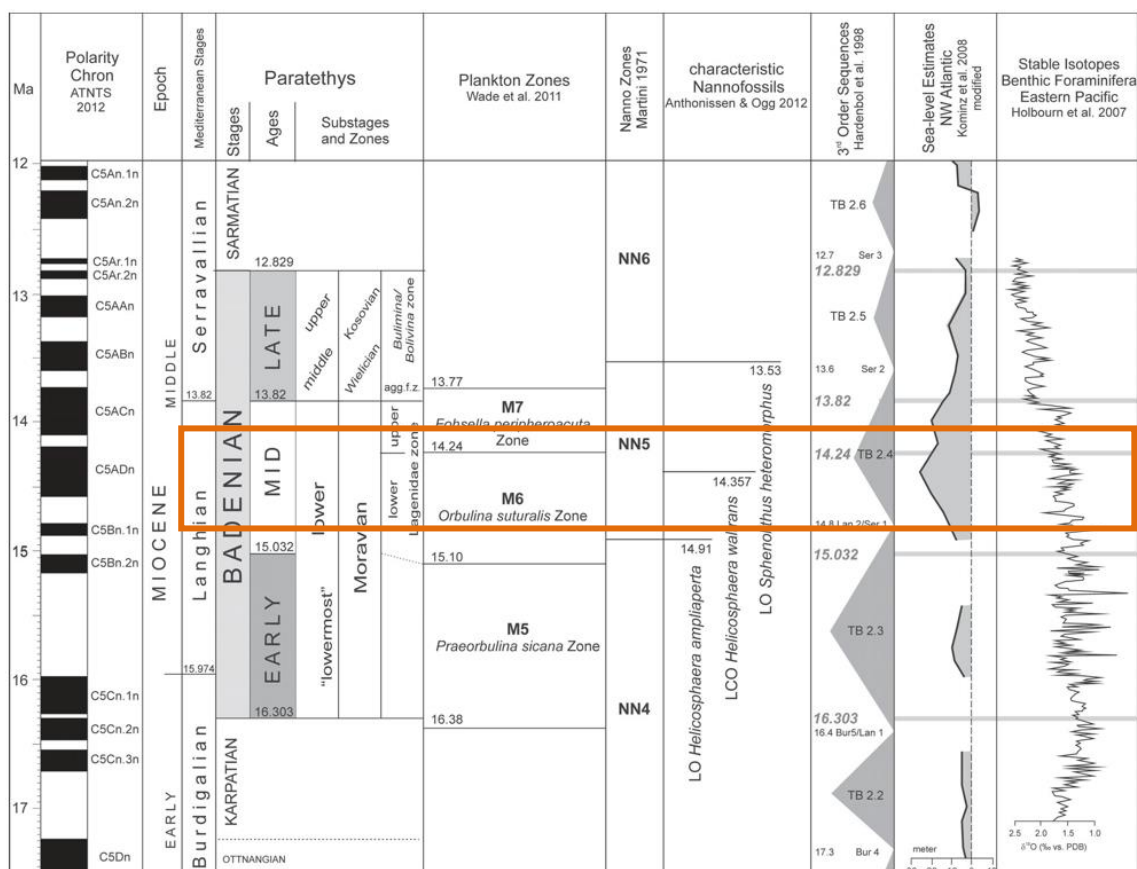 Ma
Polarity
Chron
ATNTS
2012
Epoch
Mediterranean Stages
Paratethys
Stages
Ages
Substages
and Zones
Plankton Zones
Wade et al. 2011
Nanno Zones
Martini 1971
characteristic
Nannofossils
Anthonissen & Ogg 2012
3rd Order Sequences
Hardenbol et al. 1998
Sea-level Estimates
NW Atlantic
Kominz et al. 2008
modified
Stable Isotopes
Benthic Foraminifera
Eastern Pacific
Holbourn et al. 2007
12
13
14
15
16
17
C5An.1n
C5An.2n
C5Ar.1n
C5Ar.2n
C5AAn
C5ABn
C5ACn
C5ADn
C5Bn.1n
C5Bn.2n
C5Cn.1n
C5Cn.2n
C5Cn.3n
C5Dn
MIDDLE
MIOCENE
EARLY
Serravallian
13.82
Langhian
15.974
Burdigalian
SARMATIAN
BADENIAN
KARPATIAN
OTTNANGIAN
12.829
LATE
13.82
MID
15.032
EARLY
16.303
upper
middle
lower
"lowermost"
Kosovian
Wielician
Moravan
Bulimina/
Bolivina zone
agg.f.z.
upper
lower
Lagenidae zone
13.77
M7
Fohsella peripheroacuta
Zone
14.24
M6
Orbulina suturalis Zone
15.10
M5
Praeorbulina sicana Zone
16.38
NN6
NN5
NN4
13.53
LO Sphenolithus heteromorphus
14.357
LCO Helicosphaera waltrans
14.91
LO Helicosphaera ampliaperta
TB 2.6
12.7 Ser 3
12.829
TB 2.5
13.6 Ser 2
13.82
14.24 TB 2.4
14.8 Lan 2/Ser 1
15.032
TB 2.3
16.303
16.4 Bur5/Lan 1
TB 2.2
17.3 Bur 4
meter
2.5 2.0 1.5 1.0
δ18O (‰ vs. PDB)